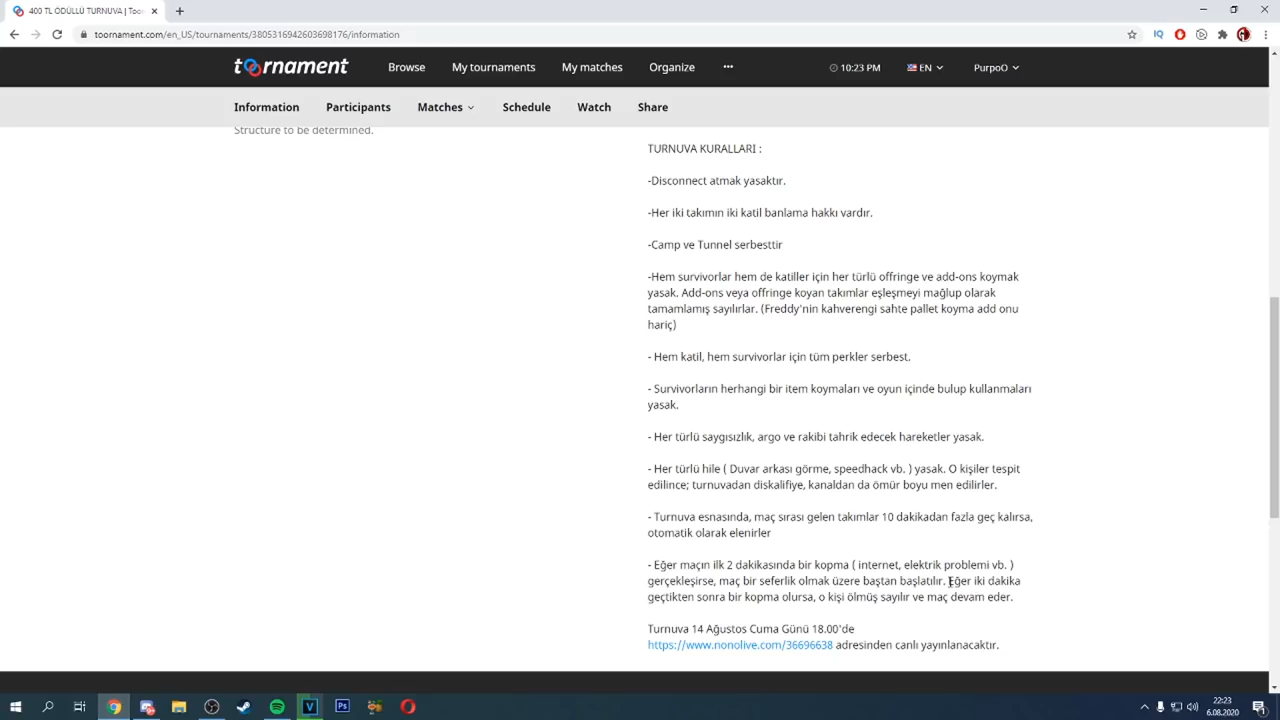 400 TL ÖDÜLLÜ TURNUVA | Too
toornament.com/en_US/tournaments/3805316942603698176/information
toornament
Browse
My tournaments
My matches
Organize
10:23 PM
EN
PurpoO
Information
Participants
Matches
Schedule
Watch
Share
Structure to be determined.
TURNUVA KURALLARI :
-Disconnect atmak yasaktır.
-Her iki takımın iki katil banlama hakkı vardır.
-Camp ve Tunnel serbesttir
-Hem survivorlar hem de katiller için her türlü offringe ve add-ons koymak
yasak. Add-ons veya offringe koyan takımlar eşleşmeyi mağlup olarak
tamamlamış sayılırlar. (Freddy'nin kahverengi sahte pallet koyma add onu
hariç)
- Hem katil, hem survivorlar için tüm perkler serbest.
- Survivorların herhangi bir item koymaları ve oyun içinde bulup kullanmaları
yasak.
- Her türlü saygısızlık, argo ve rakibi tahrik edecek hareketler yasak.
- Her türlü hile ( Duvar arkası görme, speedhack vb. ) yasak. O kişiler tespit
edilince; turnuvadan diskalifiye, kanaldan da ömür boyu men edilirler.
- Turnuva esnasında, maç sırası gelen takımlar 10 dakikadan fazla geç kalırsa,
otomatik olarak elenirler
- Eğer maçın ilk 2 dakikasında bir kopma ( internet, elektrik problemi vb. )
gerçekleşirse, maç bir seferlik olmak üzere baştan başlatılır. Eğer iki dakika
geçtikten sonra bir kopma olursa, o kişi ölmüş sayılır ve maç devam eder.
Turnuva 14 Ağustos Cuma Günü 18.00'de
https://www.nonolive.com/36696638 adresinden canlı yayınlanacaktır.
22:23
6.08.2020